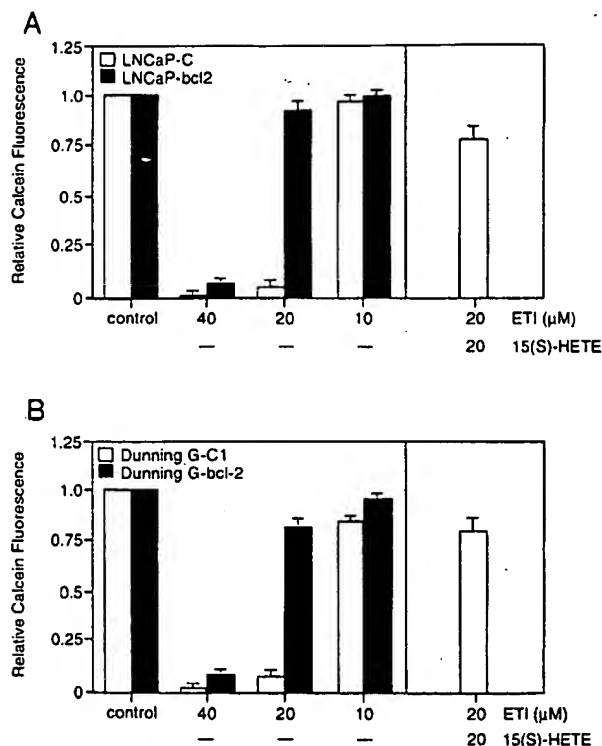 A
1.25
LNCaP-C
LNCaP-bcl2
1.0
0.75
0.5
0.25
0
Relative Calcein Fluorescence
control 40 20 10 20 ETI (μM)
— — — 20 15(S)-HETE
B
1.25
Dunning G-C1
Dunning G-bcl-2
1.0
0.75
0.5
0.25
0
Relative Calcein Fluorescence
control 40 20 10 20 ETI (μM)
— — — 20 15(S)-HETE